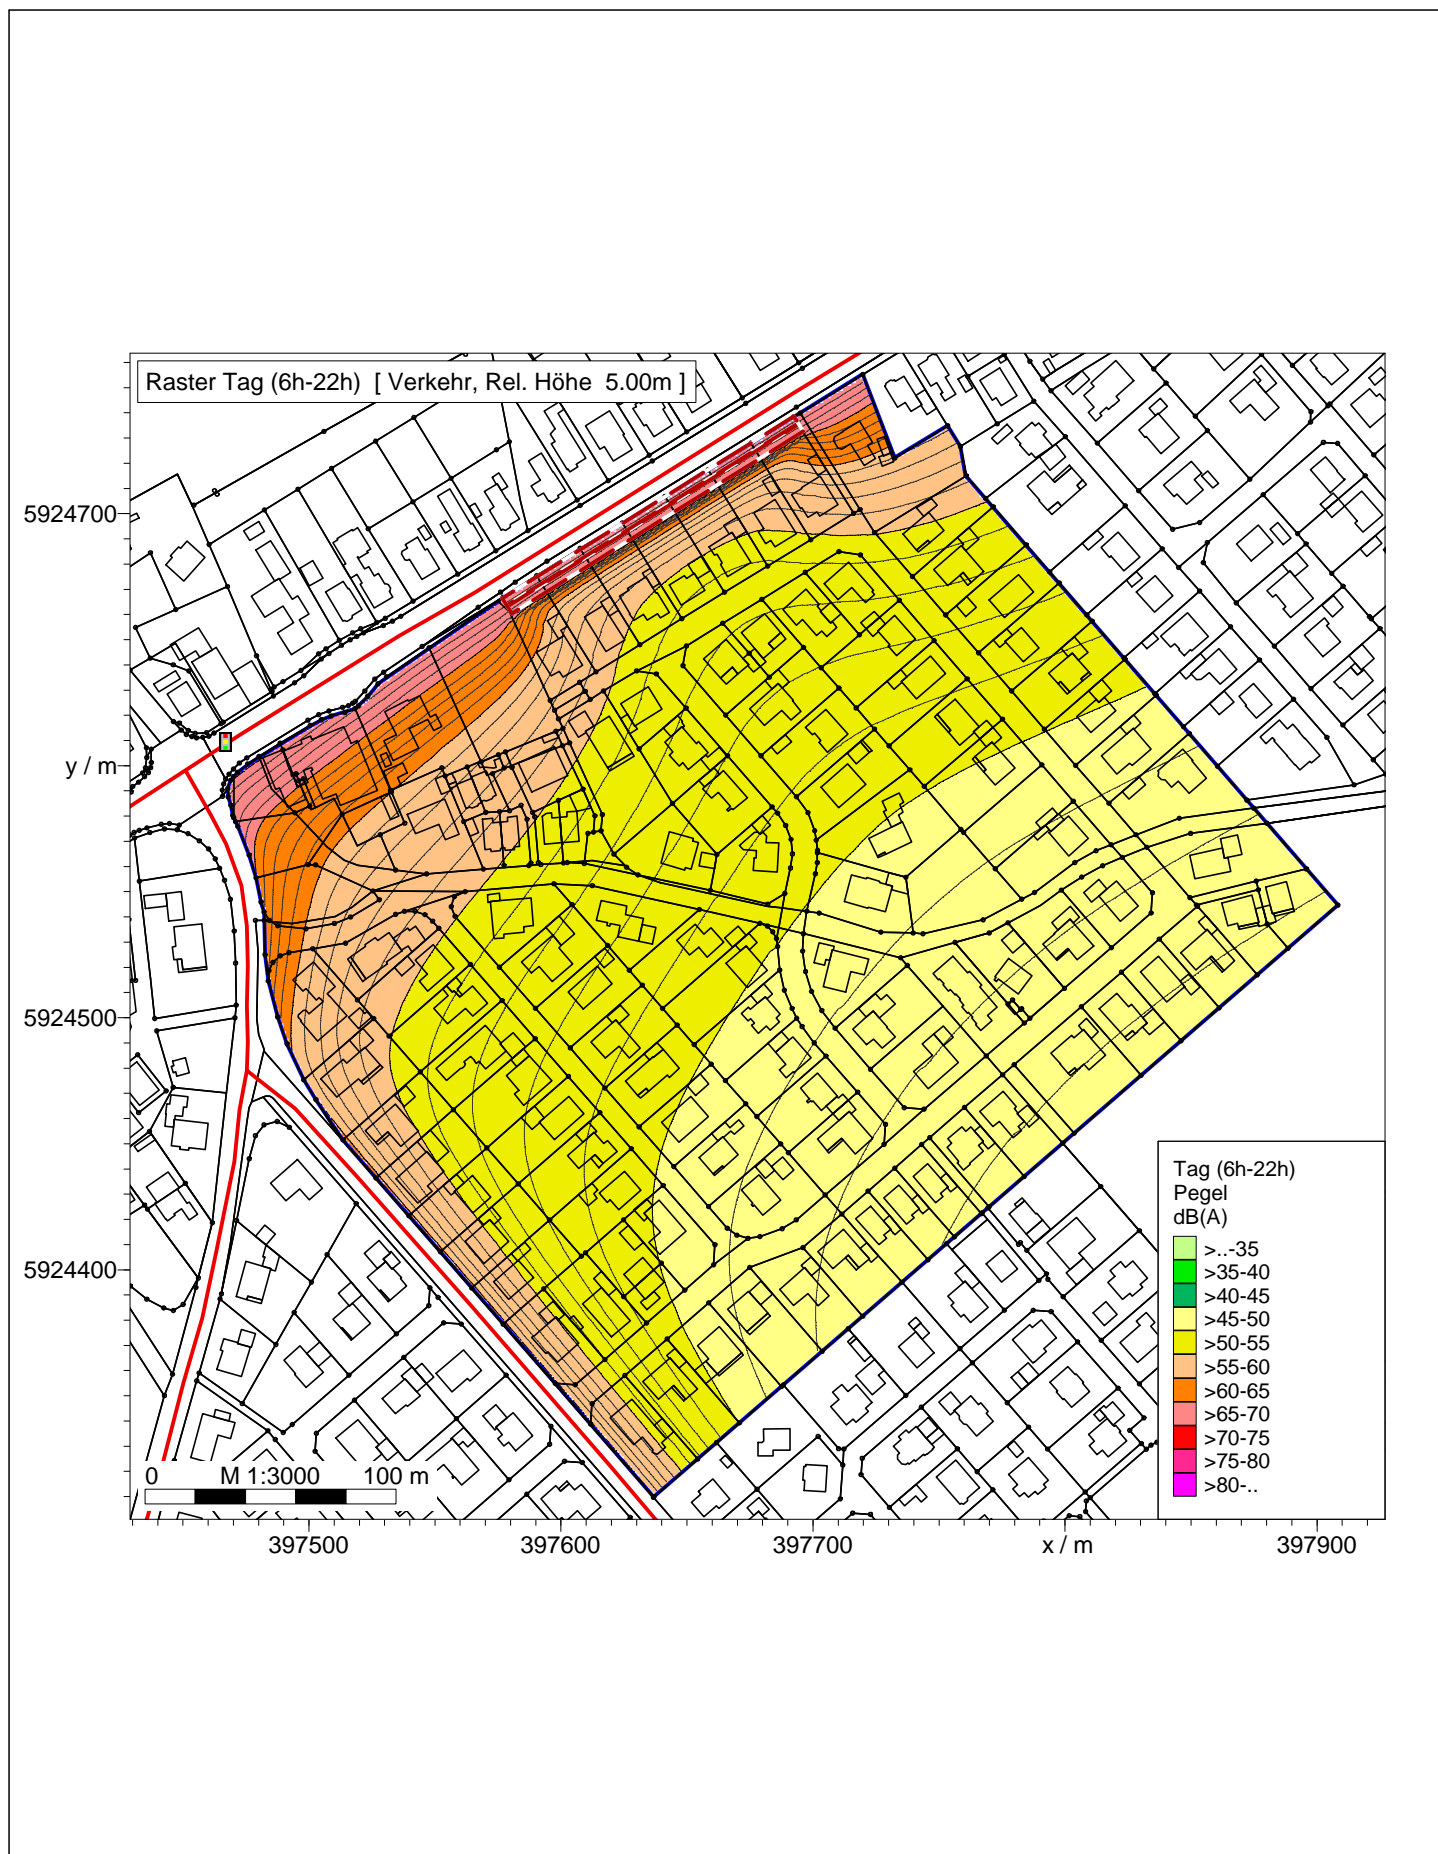 Raster Tag (6h-22h) [ Verkehr, Rel. Höhe 5.00m ]
5924700
y / m
5924500
5924400
Tag (6h-22h)
Pegel
dB(A)
>..-35
>35-40
>40-45
>45-50
>50-55
>55-60
>60-65
>65-70
>70-75
>75-80
>80-..
0 M 1:3000 100 m
397500 397600 397700 x / m 397900